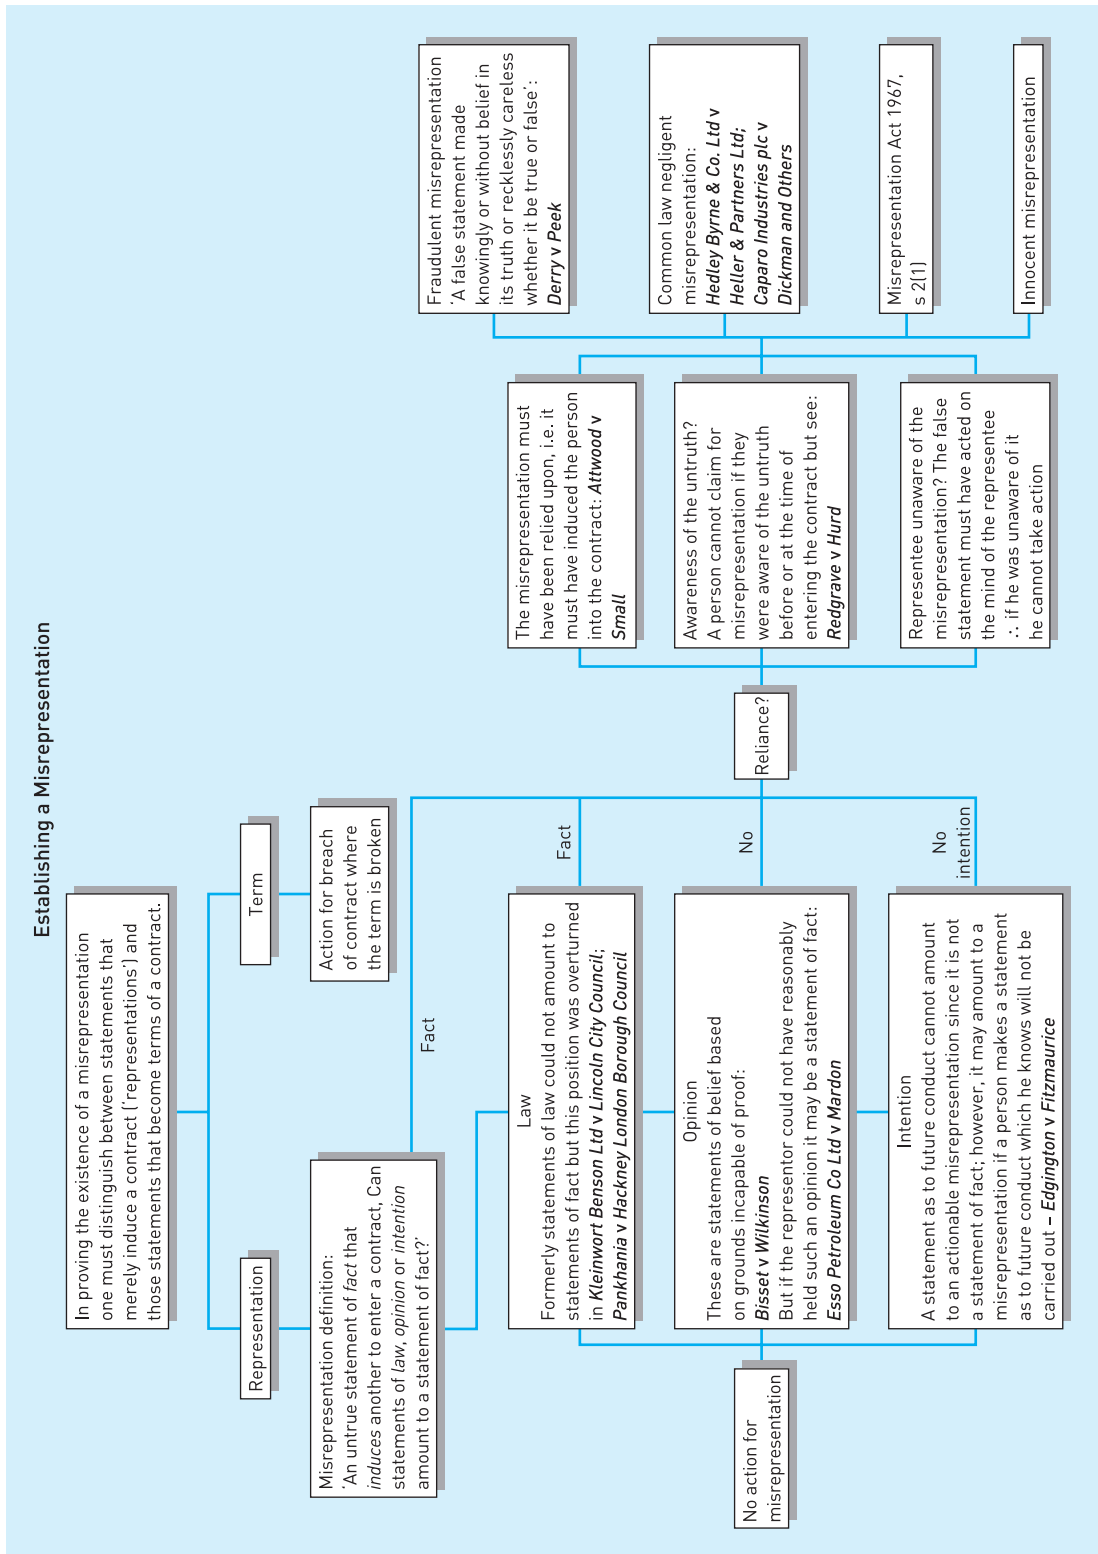 Establishing a Misrepresentation
In proving the existence of a misrepresentation
one must distinguish between statements that
merely induce a contract (‘representations’) and
those statements that become terms of a contract.
Representation
Term
Misrepresentation definition:
‘An untrue statement of fact that
induces another to enter a contract, Can
statements of law, opinion or intention
amount to a statement of fact?’
Action for breach
of contract where
the term is broken
Fact
Law
Formerly statements of law could not amount to
statements of fact but this position was overturned
in Kleinwort Benson Ltd v Lincoln City Council;
Pankhania v Hackney London Borough Council
Fact
Opinion
These are statements of belief based
on grounds incapable of proof:
Bisset v Wilkinson
But if the representor could not have reasonably
held such an opinion it may be a statement of fact:
Esso Petroleum Co Ltd v Mardon
No
Intention
A statement as to future conduct cannot amount
to an actionable misrepresentation since it is not
a statement of fact; however, it may amount to a
misrepresentation if a person makes a statement
as to future conduct which he knows will not be
carried out – Edgington v Fitzmaurice
No
intention
No action for
misrepresentation
Reliance?
The misrepresentation must
have been relied upon, i.e. it
must have induced the person
into the contract: Attwood v
Small
Awareness of the untruth?
A person cannot claim for
misrepresentation if they
were aware of the untruth
before or at the time of
entering the contract but see:
Redgrave v Hurd
Representee unaware of the
misrepresentation? The false
statement must have acted on
the mind of the representee
∴ if he was unaware of it
he cannot take action
Fraudulent misrepresentation
‘A false statement made
knowingly or without belief in
its truth or recklessly careless
whether it be true or false’:
Derry v Peek
Common law negligent
misrepresentation:
Hedley Byrne & Co. Ltd v
Heller & Partners Ltd;
Caparo Industries plc v
Dickman and Others
Misrepresentation Act 1967,
s 2(1)
Innocent misrepresentation